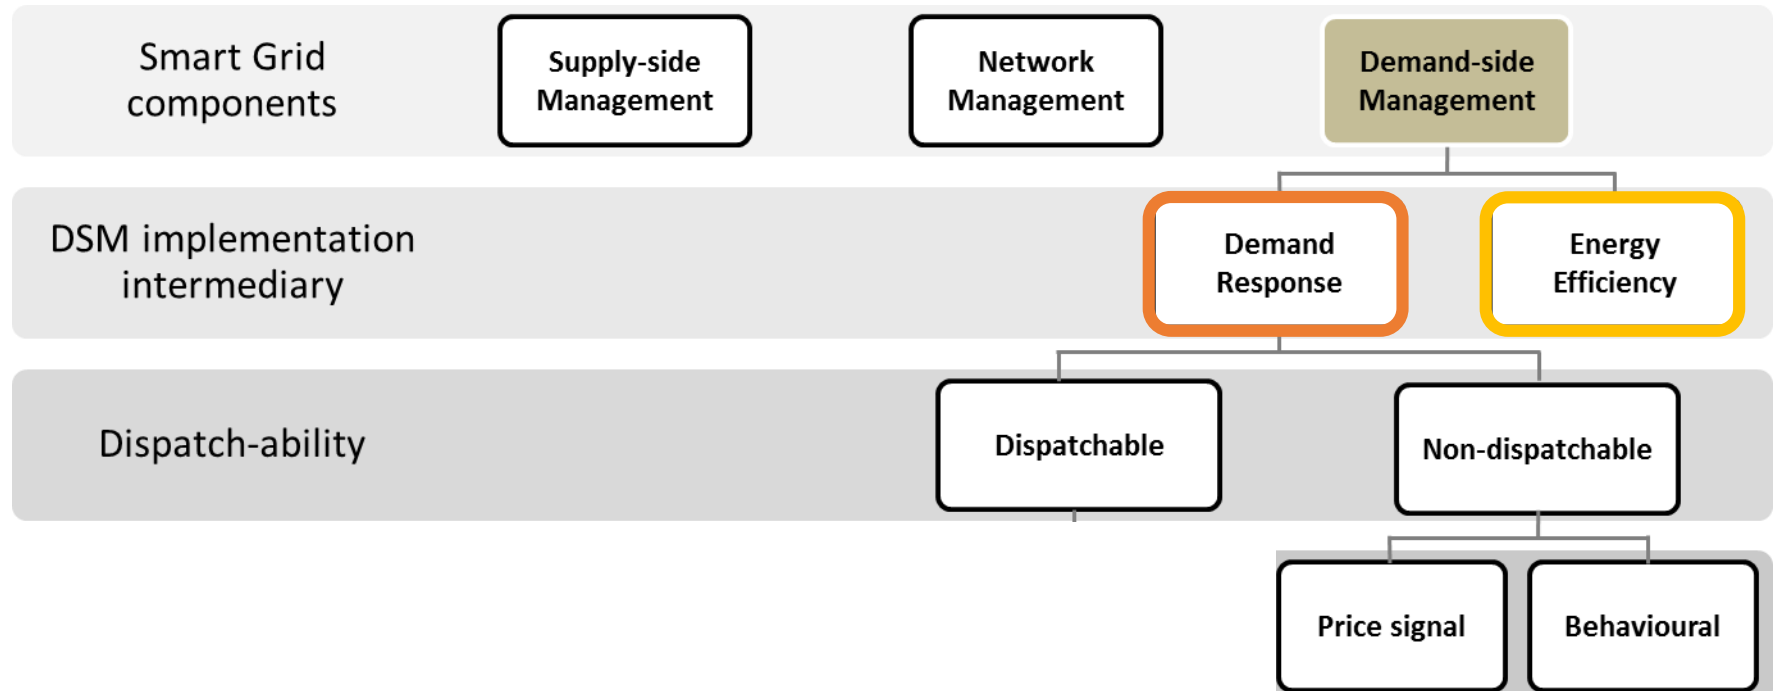 Smart Grid
components
Supply-side
Management
Network
Management
Demand-side
Management
DSM implementation
intermediary
Demand
Response
Energy
Efficiency
Dispatch-ability
Dispatchable
Non-dispatchable
Price signal
Behavioural